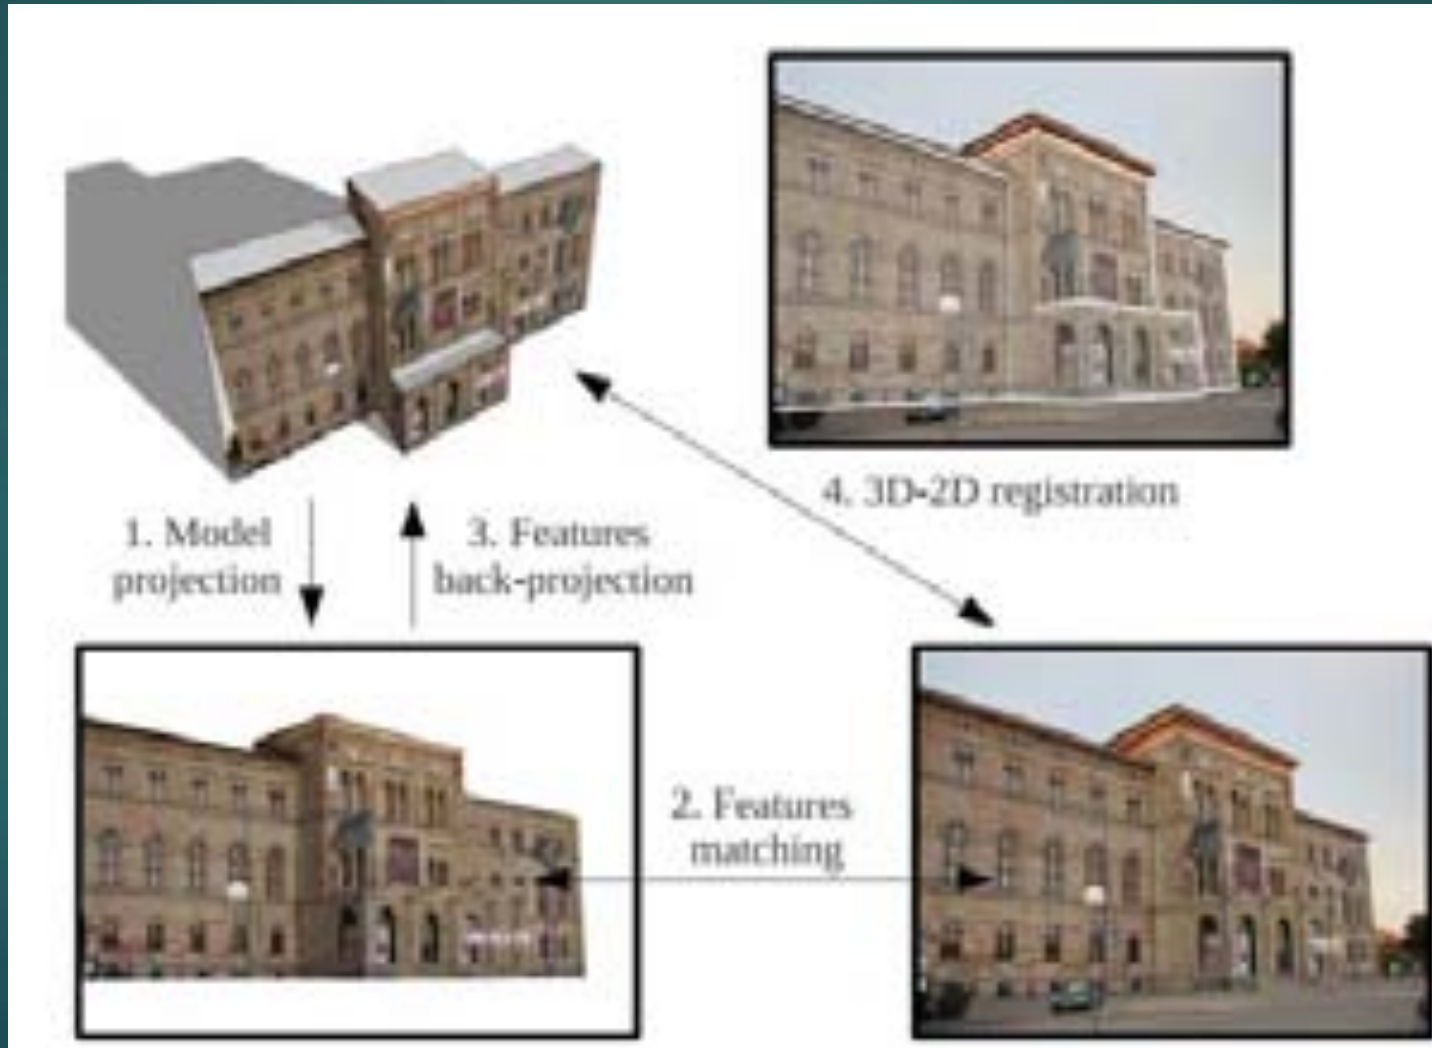 4. 3D-2D registration
1. Model
projection
3. Features
back-projection
2. Features
matching